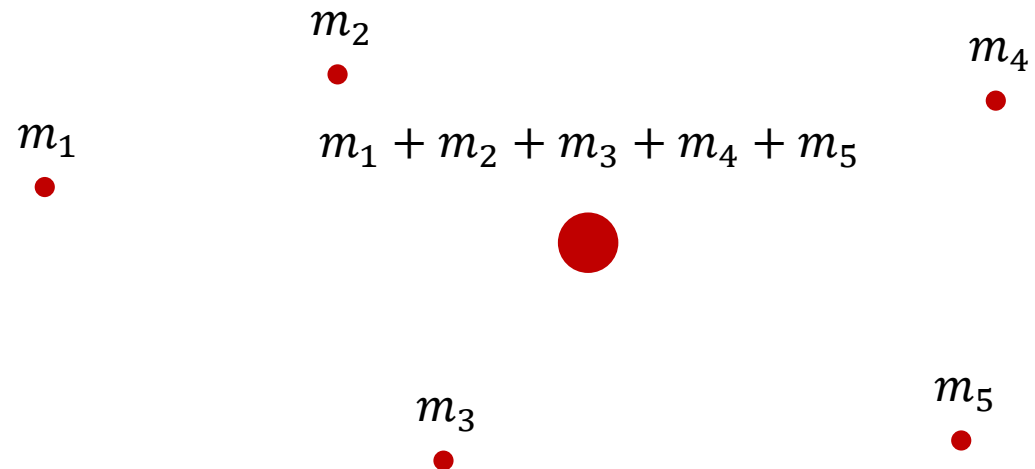 m₂
m₄
m₁
m₁ + m₂ + m₃ + m₄ + m₅
m₅
m₃